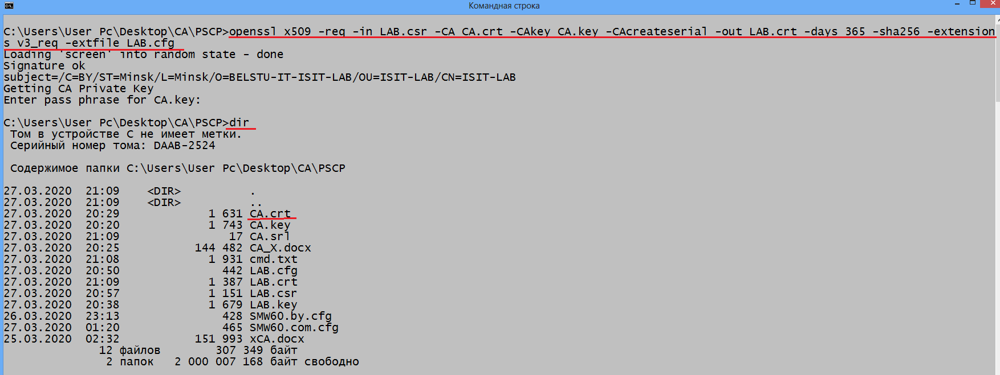 Командная строка
C:\Users\User Pc\Desktop\CA\PSCP>openssl x509 -req -in LAB.csr -CA CA.crt -CAkey CA.key -CAcreateserial -out LAB.crt -days 365 -sha256 -extension
s v3_req -extfile LAB.cfg
Loading 'screen' into random state - done
Signature ok
subject=/C=BY/ST=Minsk/L=Minsk/O=BELSTU-IT-ISIT-LAB/OU=ISIT-LAB/CN=ISIT-LAB
Getting CA Private Key
Enter pass phrase for CA.key:
C:\Users\User Pc\Desktop\CA\PSCP>dir
Том в устройстве C не имеет метки.
Серийный номер тома: DAAB-2524
Содержимое папки C:\Users\User Pc\Desktop\CA\PSCP
27.03.2020  21:09    <DIR>          .
27.03.2020  21:09    <DIR>          ..
27.03.2020  20:29             1 631 CA.crt
27.03.2020  20:20             1 743 CA.key
27.03.2020  21:09                17 CA.srl
27.03.2020  20:25           144 482 CA_X.docx
27.03.2020  21:08             1 931 cmd.txt
27.03.2020  20:50               442 LAB.cfg
27.03.2020  21:09             1 387 LAB.crt
27.03.2020  20:57             1 151 LAB.csr
27.03.2020  20:38             1 679 LAB.key
26.03.2020  23:13               428 SMW60.by.cfg
27.03.2020  01:20               465 SMW60.com.cfg
25.03.2020  02:32           151 993 xCA.docx
12 файлов        307 349 байт
2 папок   2 000 007 168 байт свободно